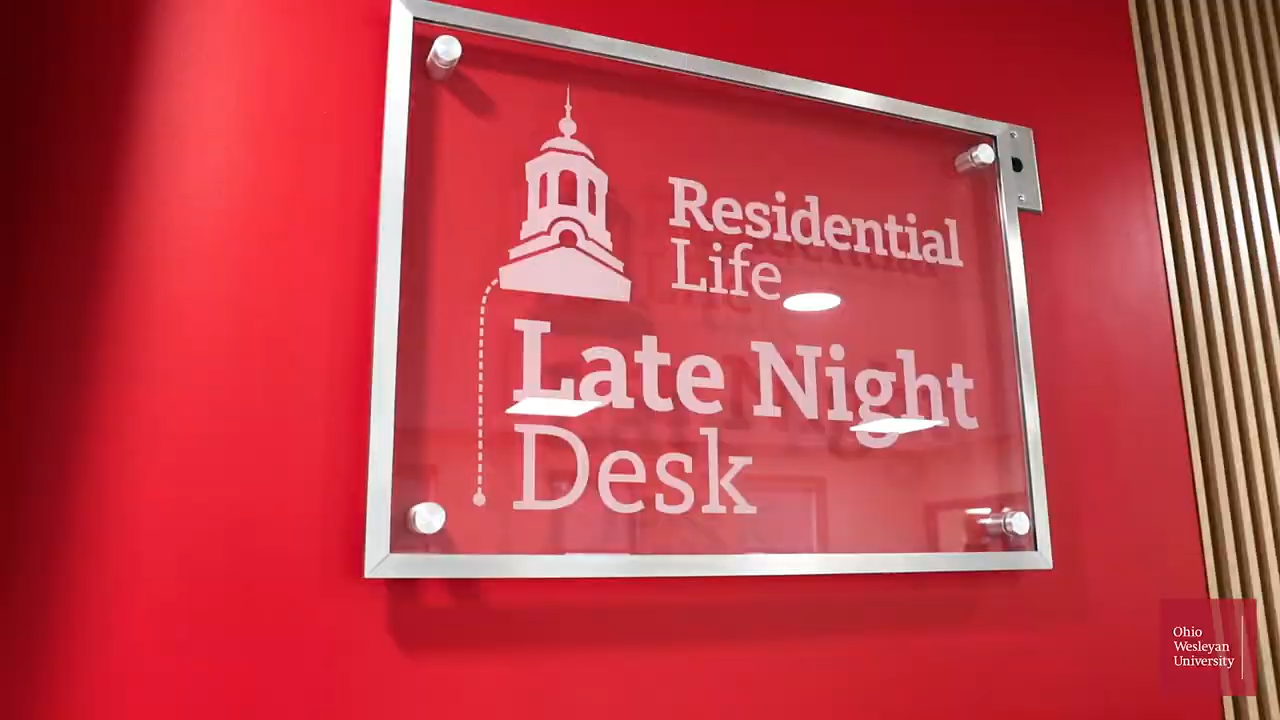 Residential
Life
Late Night
Desk
Ohio
Wesleyan
University